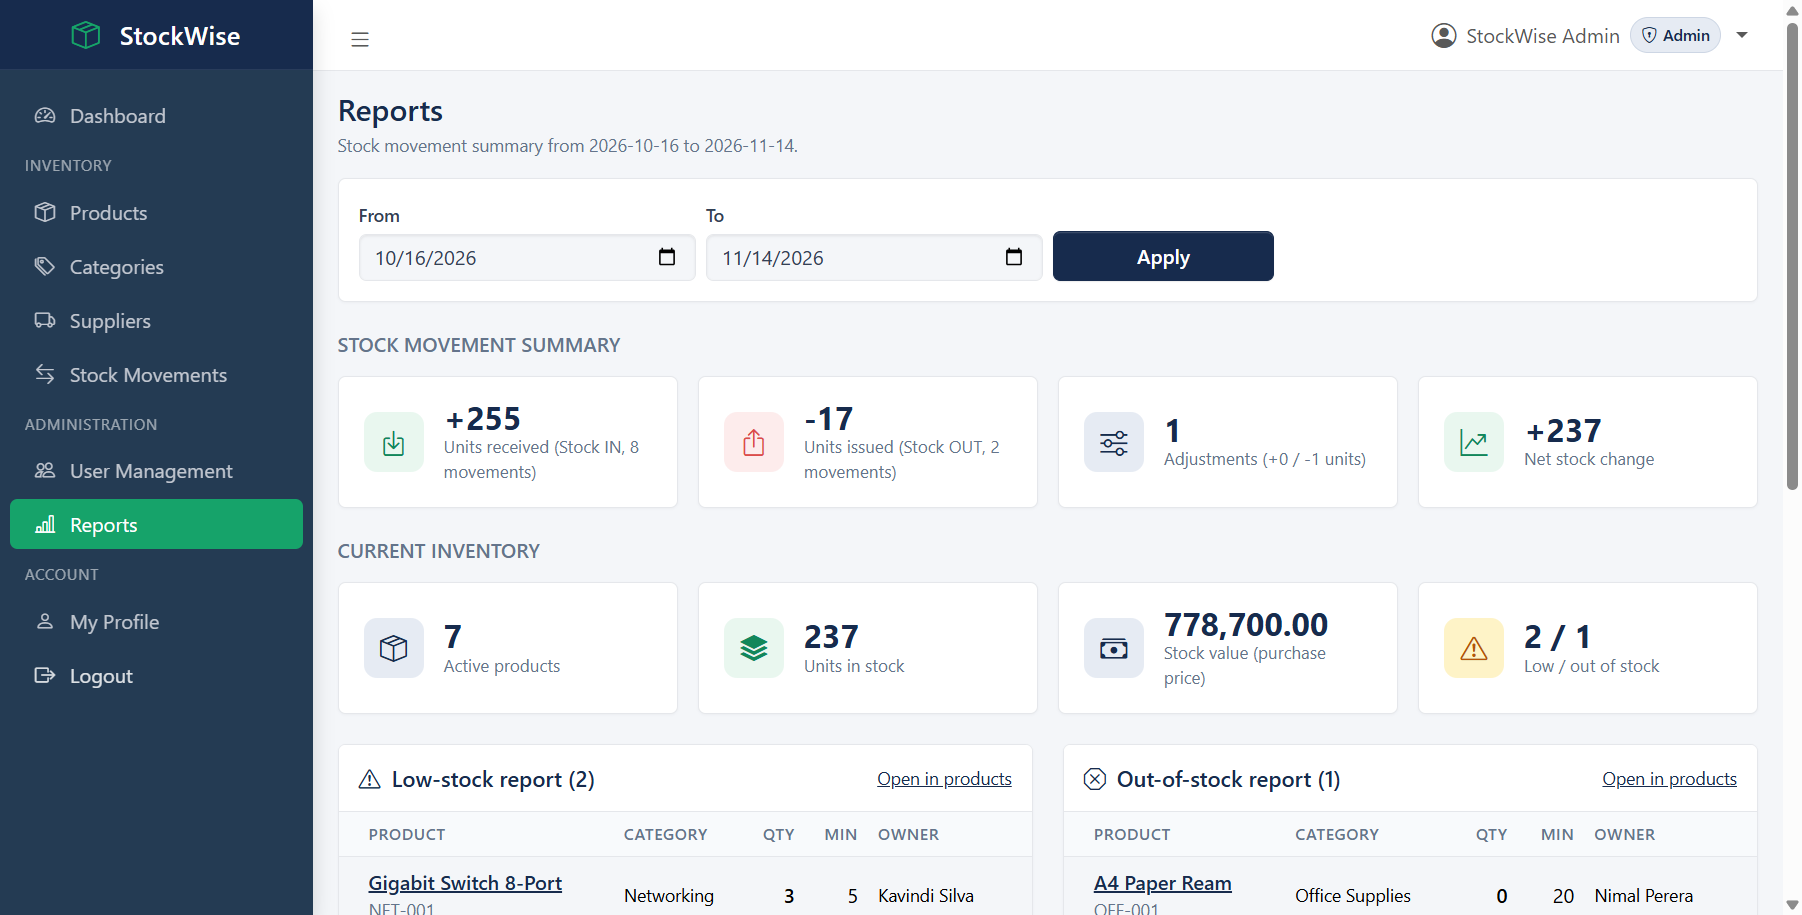 StockWise
StockWise Admin
Admin
Dashboard
INVENTORY
Products
Categories
Suppliers
Stock Movements
ADMINISTRATION
User Management
Reports
ACCOUNT
My Profile
Logout
Reports
Stock movement summary from 2026-10-16 to 2026-11-14.
From
To
10/16/2026
11/14/2026
Apply
STOCK MOVEMENT SUMMARY
+255
Units received (Stock IN, 8
movements)
-17
Units issued (Stock OUT, 2
movements)
1
Adjustments (+0 / -1 units)
+237
Net stock change
CURRENT INVENTORY
7
Active products
237
Units in stock
778,700.00
Stock value (purchase
price)
2 / 1
Low / out of stock
Low-stock report (2)
Open in products
PRODUCT CATEGORY QTY MIN OWNER
Gigabit Switch 8-Port Networking 3 5 Kavindi Silva
NET-001
Out-of-stock report (1)
Open in products
PRODUCT CATEGORY QTY MIN OWNER
A4 Paper Ream Office Supplies 0 20 Nimal Perera
OFF-001